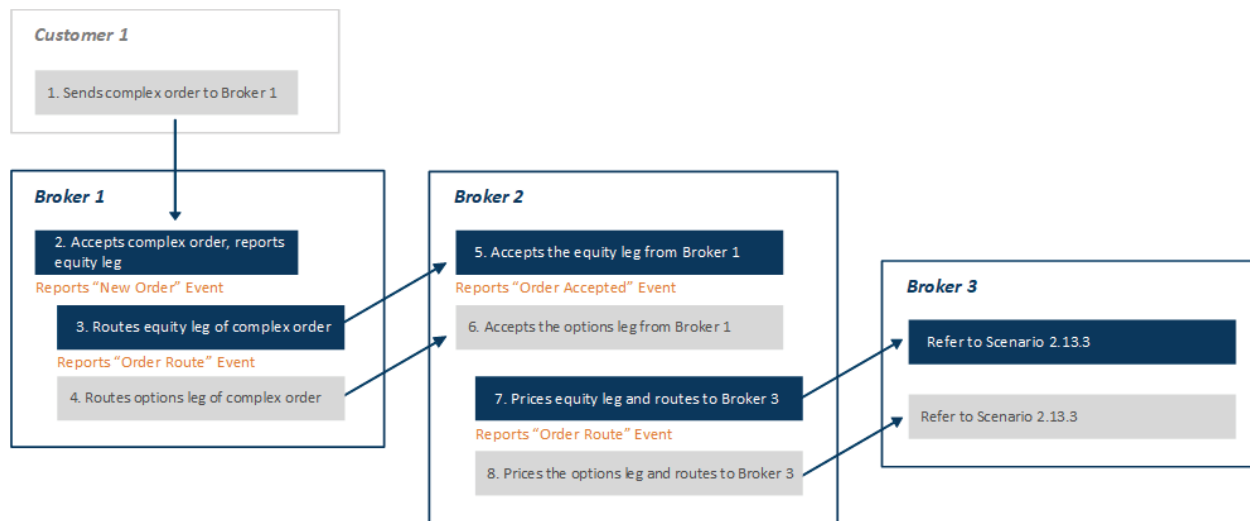 Customer 1
1. Sends complex order to Broker 1
Broker 1
2. Accepts complex order, reports
equity leg
Reports “New Order” Event
3. Routes equity leg of complex order
Reports “Order Route” Event
4. Routes options leg of complex order
Broker 2
5. Accepts the equity leg from Broker 1
Reports “Order Accepted” Event
6. Accepts the options leg from Broker 1
7. Prices equity leg and routes to Broker 3
Reports “Order Route” Event
8. Prices the options leg and routes to Broker 3
Broker 3
Refer to Scenario 2.13.3
Refer to Scenario 2.13.3